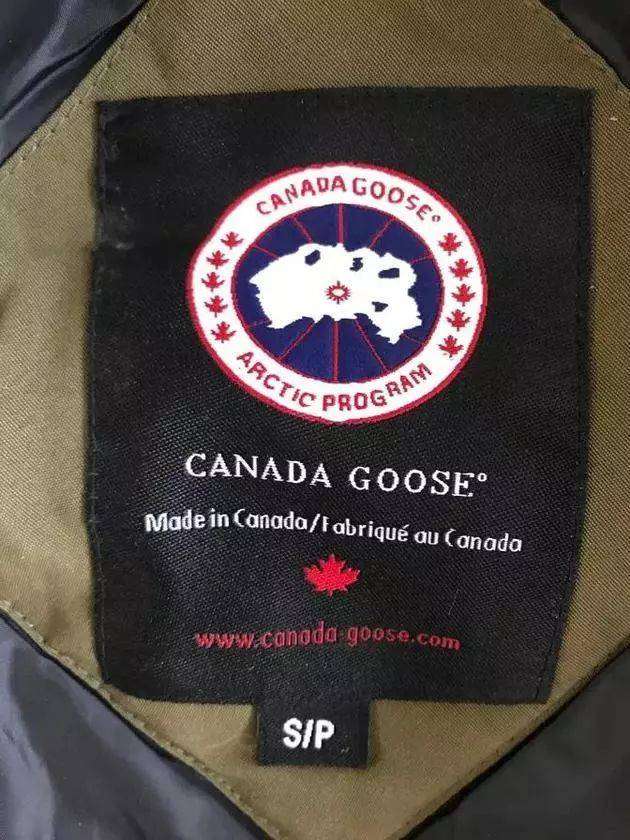 CANADA GOOSE®
ARCTIC PROGRAM
CANADA GOOSE®
Made in Canada/Fabriqué au Canada
www.canada-goose.com
S/P